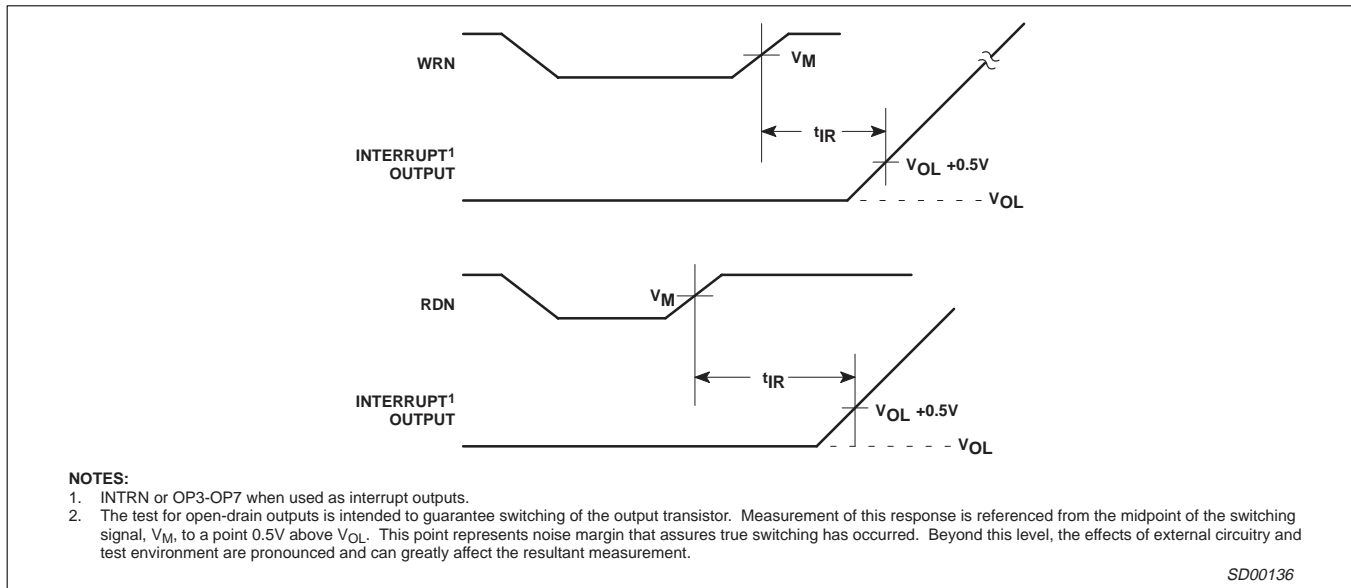 WRN
VM
tIR
INTERRUPT1
OUTPUT
VOL +0.5V
VOL
RDN
VM
tIR
INTERRUPT1
OUTPUT
VOL +0.5V
VOL
NOTES:
1. INTRN or OP3-OP7 when used as interrupt outputs.
2. The test for open-drain outputs is intended to guarantee switching of the output transistor. Measurement of this response is referenced from the midpoint of the switching
signal, VM, to a point 0.5V above VOL. This point represents noise margin that assures true switching has occurred. Beyond this level, the effects of external circuitry and
test environment are pronounced and can greatly affect the resultant measurement.
SD00136